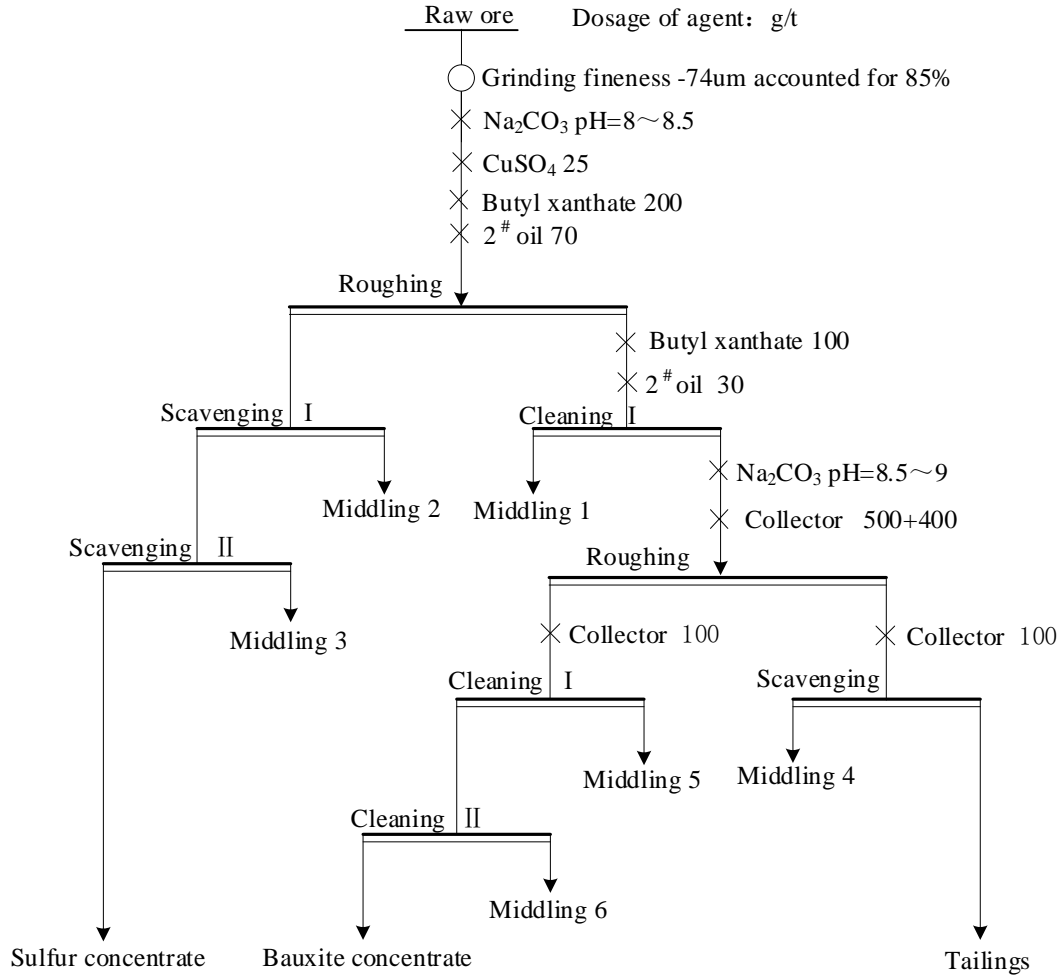 Raw ore
Dosage of agent：g/t
Grinding fineness -74um accounted for 85%
Na₂CO₃ pH=8～8.5
CuSO₄ 25
Butyl xanthate 200
2# oil 70
Roughing
Butyl xanthate 100
2# oil 30
Scavenging Ⅰ
Cleaning Ⅰ
Na₂CO₃ pH=8.5～9
Middling 2
Middling 1
Collector 500+400
Scavenging Ⅱ
Roughing
Middling 3
Collector 100
Collector 100
Cleaning Ⅰ
Scavenging
Middling 5
Middling 4
Cleaning Ⅱ
Middling 6
Sulfur concentrate
Bauxite concentrate
Tailings